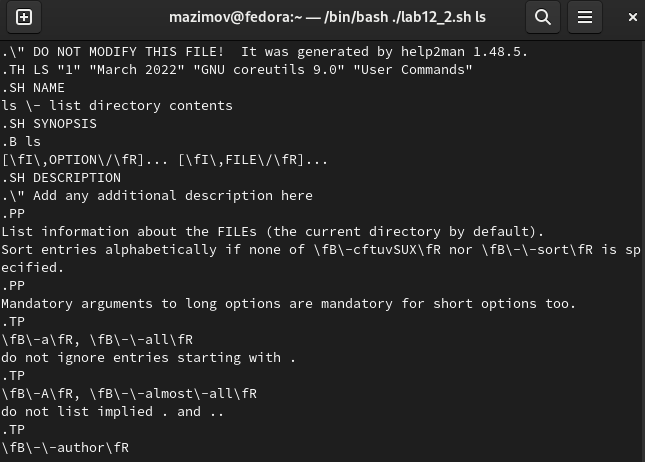 mazimov@fedora:~ — /bin/bash ./lab12_2.sh ls
.\" DO NOT MODIFY THIS FILE!  It was generated by help2man 1.48.5.
.TH LS "1" "March 2022" "GNU coreutils 9.0" "User Commands"
.SH NAME
ls \- list directory contents
.SH SYNOPSIS
.B ls
[\fI\,OPTION\/\fR]... [\fI\,FILE\/\fR]...
.SH DESCRIPTION
.\" Add any additional description here
.PP
List information about the FILEs (the current directory by default).
Sort entries alphabetically if none of \fB\-cftuvSUX\fR nor \fB\-\-sort\fR is sp
ecified.
.PP
Mandatory arguments to long options are mandatory for short options too.
.TP
\fB\-a\fR, \fB\-\-all\fR
do not ignore entries starting with .
.TP
\fB\-A\fR, \fB\-\-almost\-all\fR
do not list implied . and ..
.TP
\fB\-\-author\fR